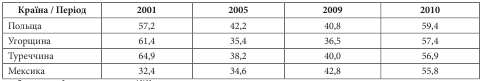 Країна / Період 2001 2005 2009 2010
Польща 57,2 42,2 40,8 59,4
Угорщина 61,4 35,4 36,5 57,4
Туреччина 64,9 38,2 40,0 56,9
Мексика 32,4 34,6 42,8 55,8